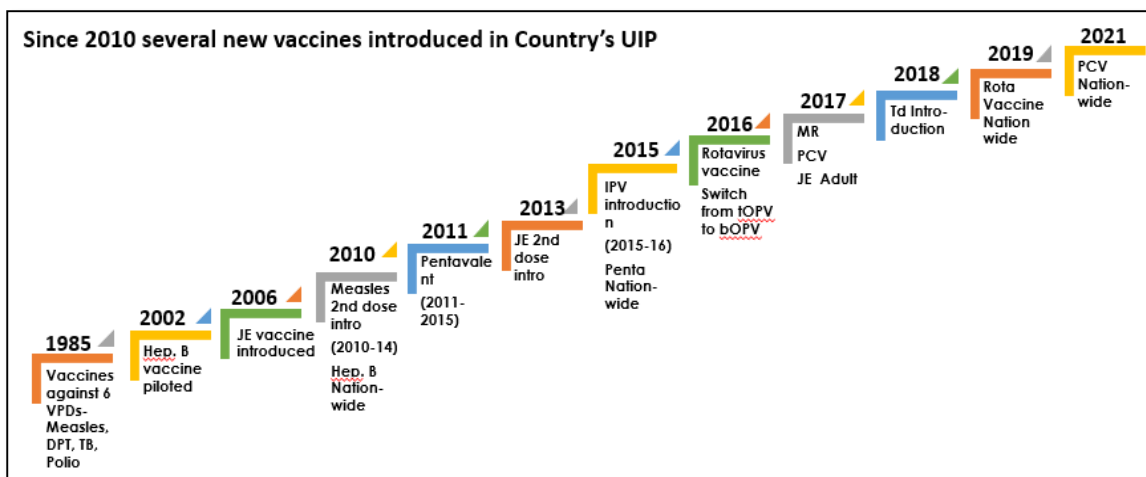 Since 2010 several new vaccines introduced in Country's UIP
1985
Vaccines
against 6
VPDs-
Measles,
DPT, TB,
Polio
2002
Hep. B
vaccine
piloted
2006
JE vaccine
introduced
2010
Measles
2nd dose
intro
(2010-14)
Hep. B
Nation-
wide
2011
Pentavale
nt
(2011-
2015)
2013
JE 2nd
dose
intro
2015
IPV
introductio
n
(2015-16)
Penta
Nation-
wide
2016
Rotavirus
vaccine
Switch
from tOPV
to bOPV
2017
MR
PCV
JE Adult
2018
Td Intro-
duction
2019
Rota
Vaccine
Nation
wide
2021
PCV
Nation-
wide